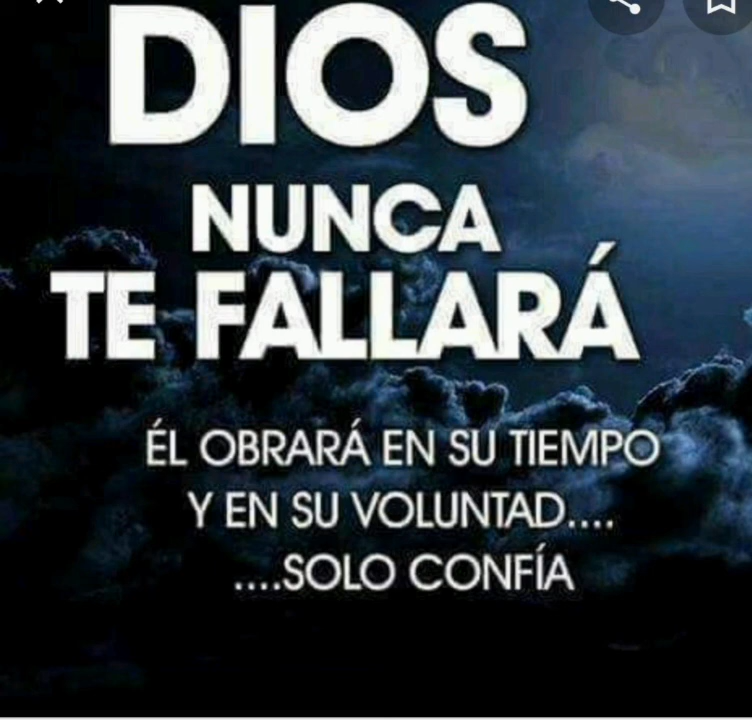 DIOS
NUNCA
TE FALLARÁ
ÉL OBRARÁ EN SU TIEMPO
Y EN SU VOLUNTAD....
....SOLO CONFÍA